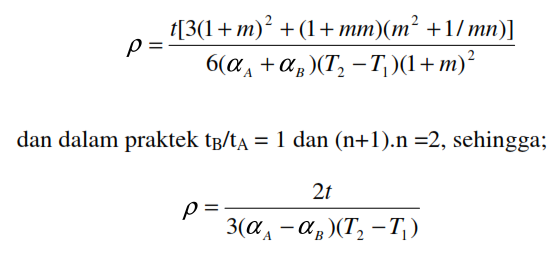 ρ = t[3(1+m)² + (1+mm)(m² +1/mn)] / 6(α_A + α_B)(T₂ − T₁)(1+m)²
dan dalam praktek t_B/t_A = 1 dan (n+1).n =2, sehingga;
ρ = 2t / 3(α_A − α_B)(T₂ − T₁)